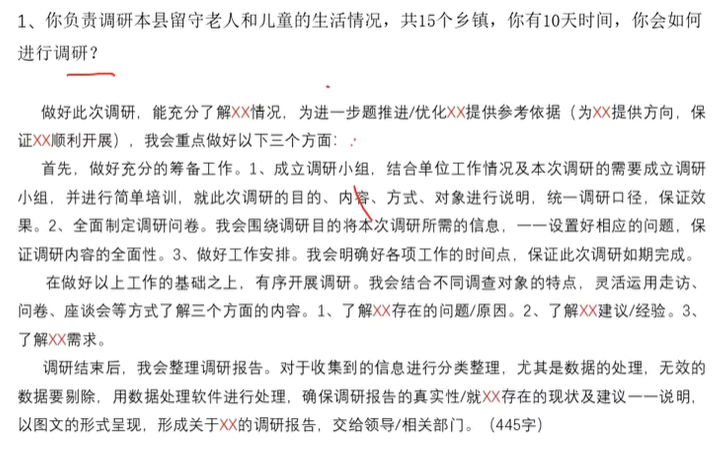 1、你负责调研本县留守老人和儿童的生活情况，共15个乡镇，你有10天时间，你会如何
进行调研？
做好此次调研，能充分了解XX情况，为进一步题推进/优化XX提供参考依据（为XX提供方向，保
证XX顺利开展），我会重点做好以下三个方面：
首先，做好充分的筹备工作。1、成立调研小组，结合单位工作情况及本次调研的需要成立调研
小组，并进行简单培训，就此次调研的目的、内容、方式、对象进行说明，统一调研口径，保证效
果。2、全面制定调研问卷。我会围绕调研目的将本次调研所需的信息，一一设置好相应的问题，保
证调研内容的全面性。3、做好工作安排。我会明确好各项工作的时间点，保证此次调研如期完成。
在做好以上工作的基础之上，有序开展调研。我会结合不同调查对象的特点，灵活运用走访、
问卷、座谈会等方式了解三个方面的内容。1、了解XX存在的问题/原因。2、了解XX建议/经验。3、
了解XX需求。
调研结束后，我会整理调研报告。对于收集到的信息进行分类整理，尤其是数据的处理，无效的
数据要剔除，用数据处理软件进行处理，确保调研报告的真实性/就XX存在的现状及建议一一说明，
以图文的形式呈现，形成关于XX的调研报告，交给领导/相关部门。（445字）